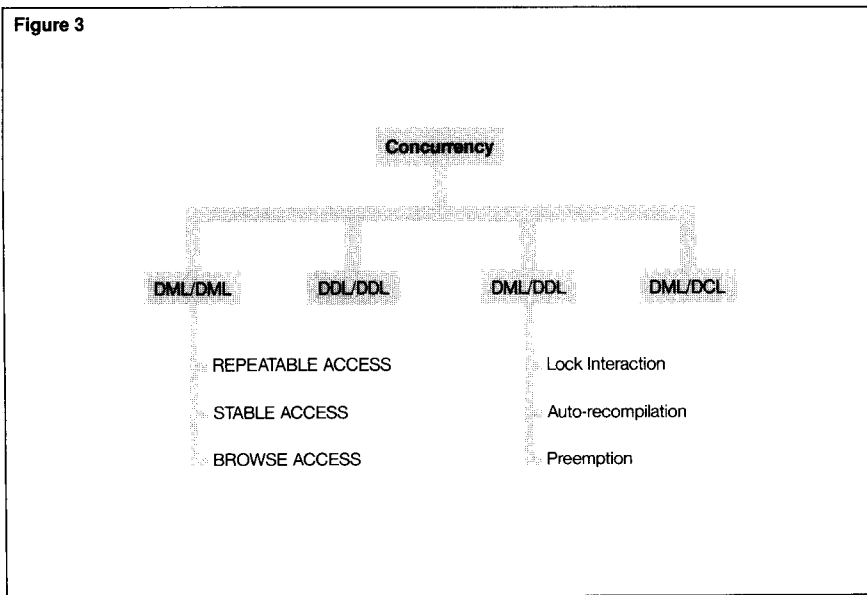 Figure 3
Concurrency
DML/DML
DDL/DDL
DML/DDL
DML/DCL
REPEATABLE ACCESS
STABLE ACCESS
BROWSE ACCESS
Lock Interaction
Auto-recompilation
Preemption